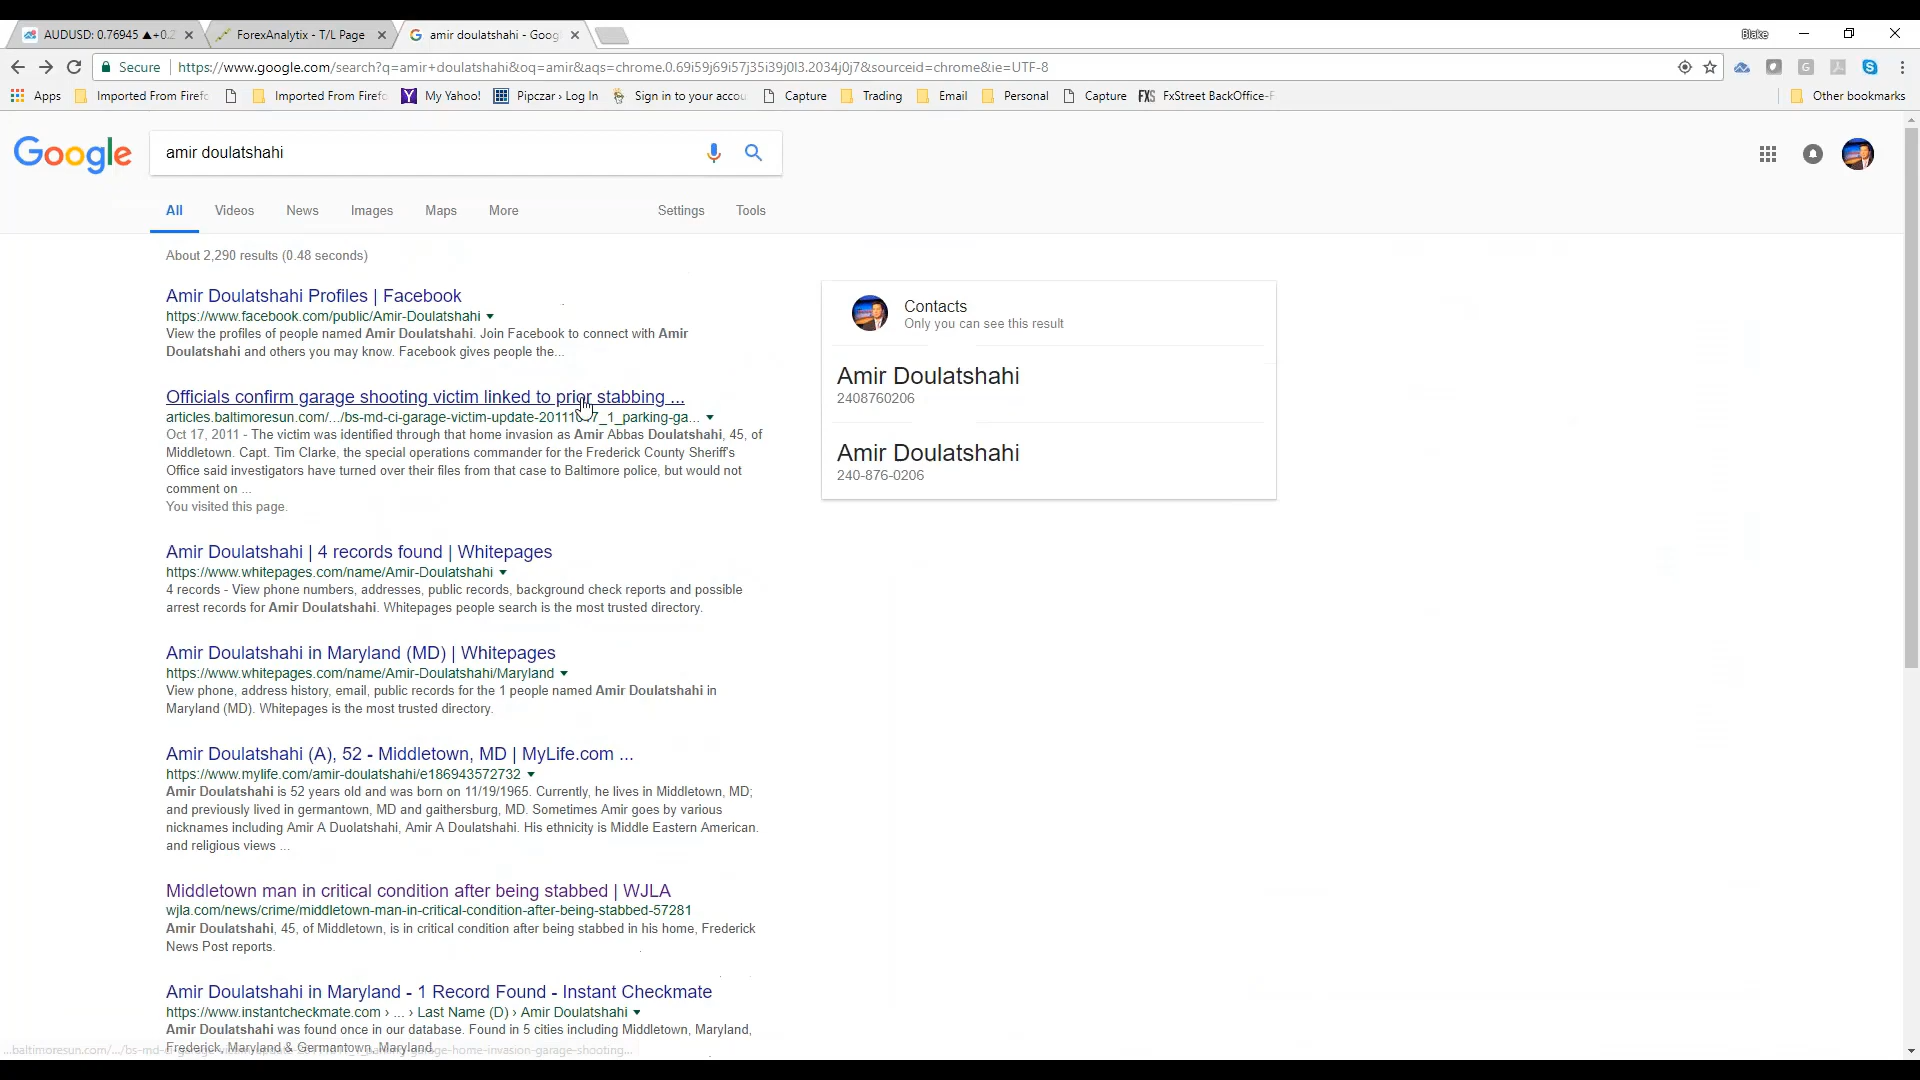 AUDUSD: 0.76945 ▲+0.2
ForexAnalytix - T/L Page
amir doulatshahi - Goog
Blake
Secure
https://www.google.com/search?q=amir+doulatshahi&oq=amir&aqs=chrome.0.69i59j69i57j35i39j0l3.2034j0j7&sourceid=chrome&ie=UTF-8
Apps
Imported From Firefo
Imported From Firefo
My Yahoo!
Pipczar › Log In
Sign in to your accou
Capture
Trading
Email
Personal
Capture
FXS FxStreet BackOffice-F
Other bookmarks
Google
amir doulatshahi
All Videos News Images Maps More Settings Tools
About 2,290 results (0.48 seconds)
Amir Doulatshahi Profiles | Facebook
https://www.facebook.com/public/Amir-Doulatshahi ▼
View the profiles of people named Amir Doulatshahi. Join Facebook to connect with Amir
Doulatshahi and others you may know. Facebook gives people the...
Officials confirm garage shooting victim linked to prior stabbing ...
articles.baltimoresun.com/.../bs-md-ci-garage-victim-update-201110 7_1_parking-ga... ▼
Oct 17, 2011 - The victim was identified through that home invasion as Amir Abbas Doulatshahi, 45, of
Middletown. Capt. Tim Clarke, the special operations commander for the Frederick County Sheriff's
Office said investigators have turned over their files from that case to Baltimore police, but would not
comment on ...
You visited this page.
Amir Doulatshahi | 4 records found | Whitepages
https://www.whitepages.com/name/Amir-Doulatshahi ▼
4 records - View phone numbers, addresses, public records, background check reports and possible
arrest records for Amir Doulatshahi. Whitepages people search is the most trusted directory.
Amir Doulatshahi in Maryland (MD) | Whitepages
https://www.whitepages.com/name/Amir-Doulatshahi/Maryland ▼
View phone, address history, email, public records for the 1 people named Amir Doulatshahi in
Maryland (MD). Whitepages is the most trusted directory.
Amir Doulatshahi (A), 52 - Middletown, MD | MyLife.com ...
https://www.mylife.com/amir-doulatshahi/e186943572732 ▼
Amir Doulatshahi is 52 years old and was born on 11/19/1965. Currently, he lives in Middletown, MD;
and previously lived in germantown, MD and gaithersburg, MD. Sometimes Amir goes by various
nicknames including Amir A Duolatshahi, Amir A Doulatshahi. His ethnicity is Middle Eastern American.
and religious views ...
Middletown man in critical condition after being stabbed | WJLA
wjla.com/news/crime/middletown-man-in-critical-condition-after-being-stabbed-57281
Amir Doulatshahi, 45, of Middletown, is in critical condition after being stabbed in his home, Frederick
News Post reports.
Amir Doulatshahi in Maryland - 1 Record Found - Instant Checkmate
https://www.instantcheckmate.com › ... › Last Name (D) › Amir Doulatshahi ▼
Amir Doulatshahi was found once in our database. Found in 5 cities including Middletown, Maryland,
Frederick, Maryland & Germantown, Maryland.
Contacts
Only you can see this result
Amir Doulatshahi
2408760206
Amir Doulatshahi
240-876-0206